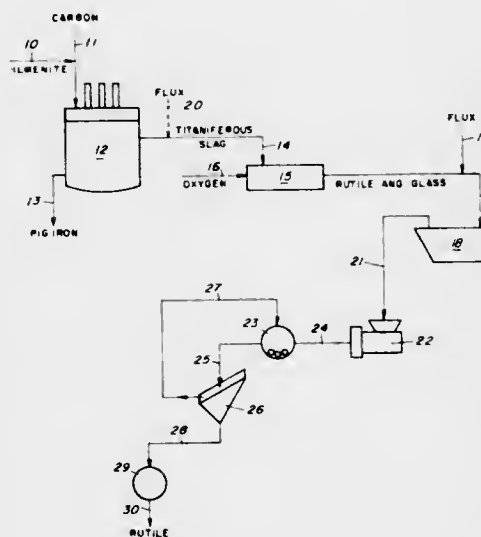 CARBON
10
11
ILMENITE
FLUX
20
FLUX
12
TITANIFEROUS
SLAG
14
16
OXYGEN
15
RUTILE AND GLASS
13
PIG IRON
18
21
27
23
24
22
25
26
28
29
30
RUTILE